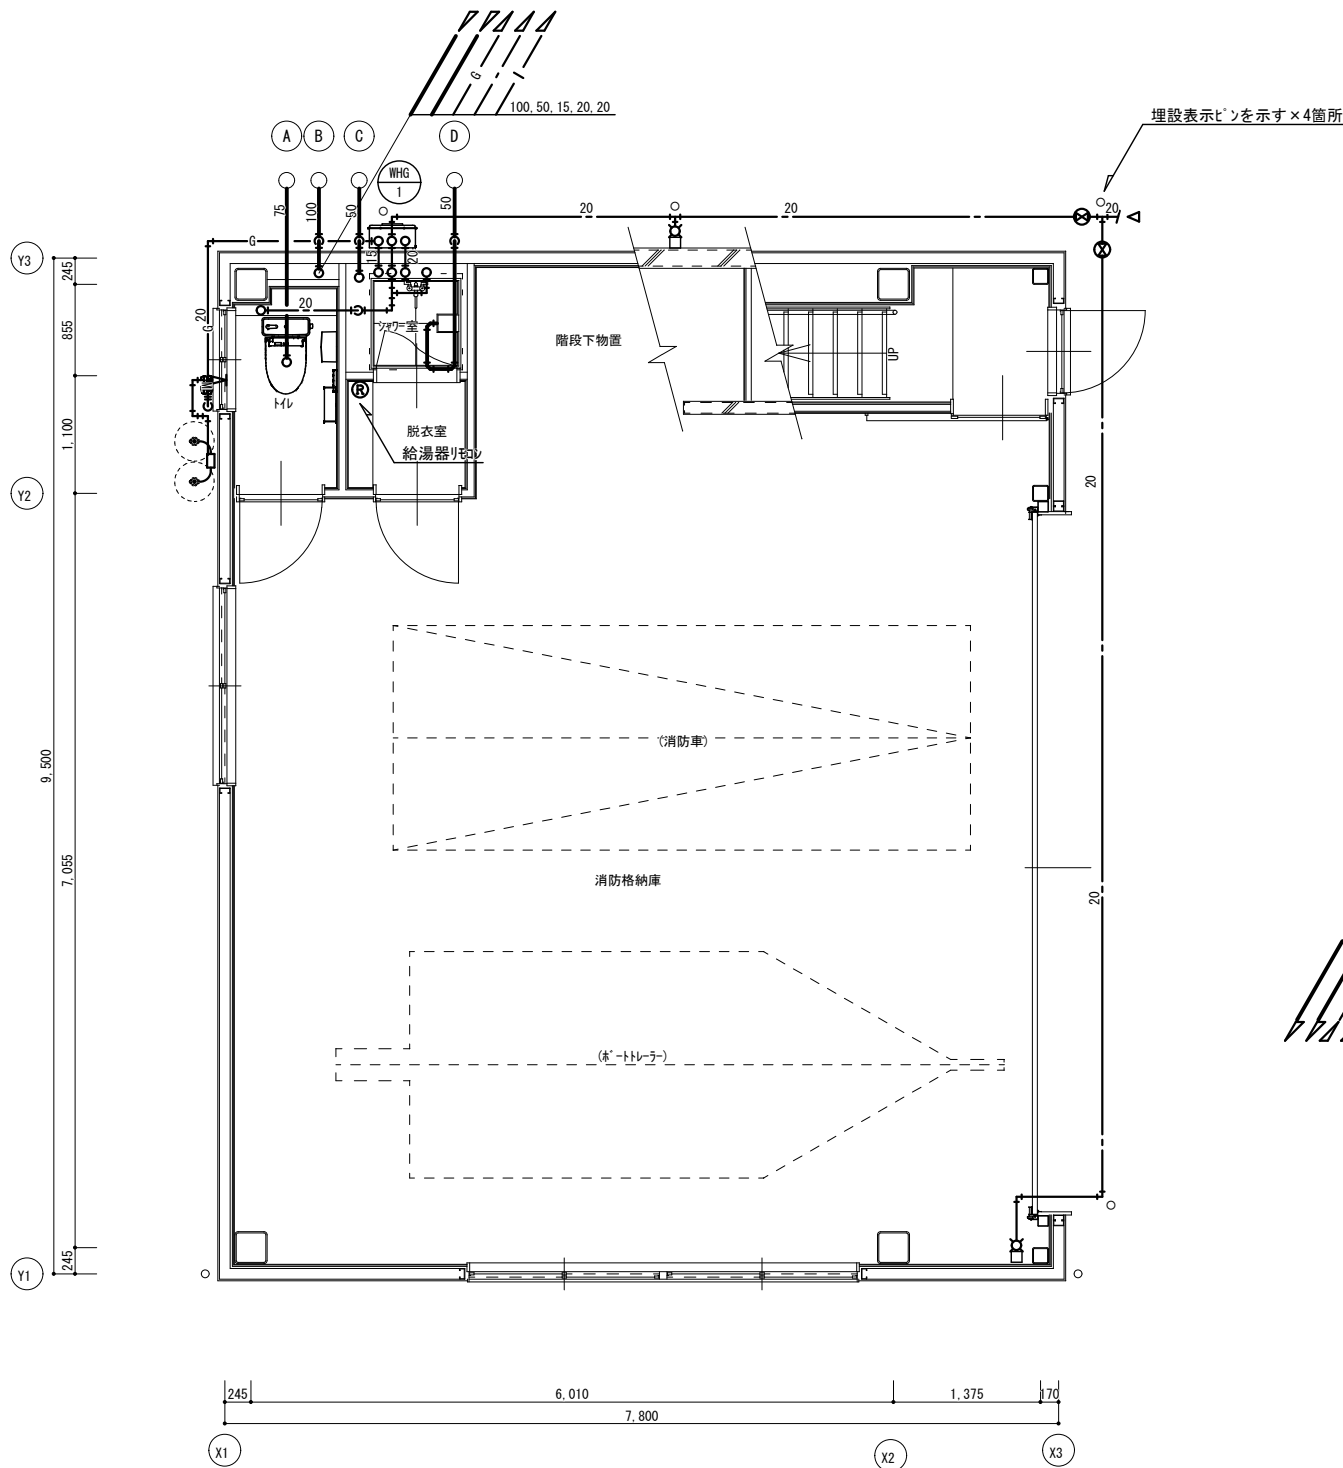 G
100, 50, 15, 20, 20
埋設表示ピンを示す×4箇所
A
B
C
D
WHG
1
75
100
50
50
20
20
20
G
15
20
Y3
245
20
G
20
シャワー室
階段下物置
UP
855
トイレ
R
脱衣室
給湯器リモコン
1,100
Y2
20
9,500
(消防車)
7,055
消防格納庫
20
(ボートトレーラー)
245
Y1
245
6,010
1,375
170
7,800
X1
X2
X3